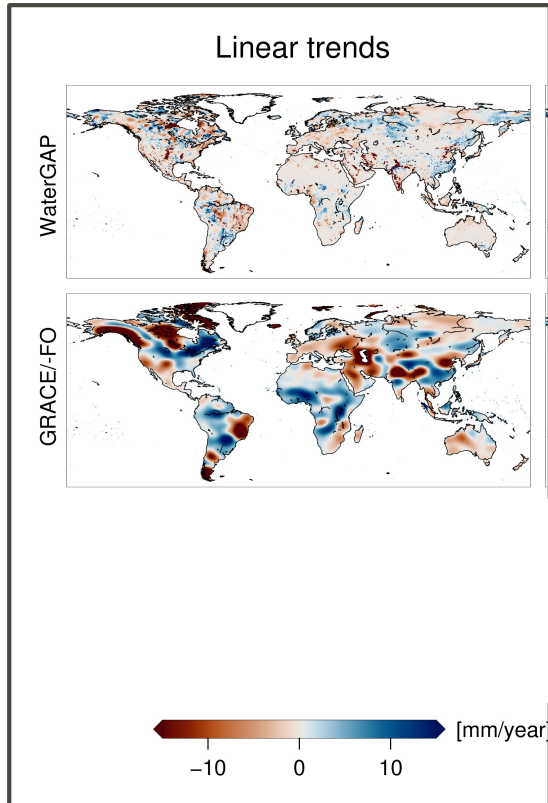 Linear trends
WaterGAP
GRACE/-FO
[mm/year]
−10 0 10